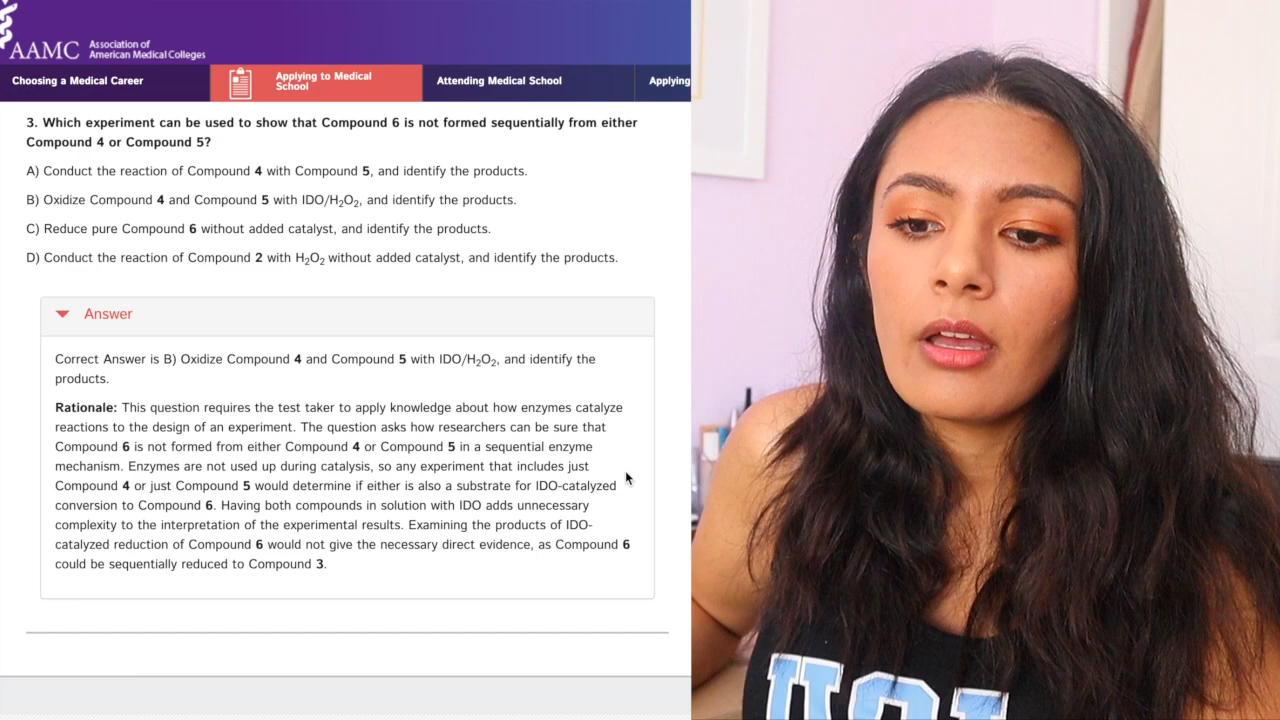 AAMC
Association of
American Medical Colleges
Choosing a Medical Career
Applying to Medical
School
Attending Medical School
Applying
3. Which experiment can be used to show that Compound 6 is not formed sequentially from either
Compound 4 or Compound 5?
A) Conduct the reaction of Compound 4 with Compound 5, and identify the products.
B) Oxidize Compound 4 and Compound 5 with IDO/H₂O₂, and identify the products.
C) Reduce pure Compound 6 without added catalyst, and identify the products.
D) Conduct the reaction of Compound 2 with H₂O₂ without added catalyst, and identify the products.
Answer
Correct Answer is B) Oxidize Compound 4 and Compound 5 with IDO/H₂O₂, and identify the
products.
Rationale: This question requires the test taker to apply knowledge about how enzymes catalyze
reactions to the design of an experiment. The question asks how researchers can be sure that
Compound 6 is not formed from either Compound 4 or Compound 5 in a sequential enzyme
mechanism. Enzymes are not used up during catalysis, so any experiment that includes just
Compound 4 or just Compound 5 would determine if either is also a substrate for IDO-catalyzed
conversion to Compound 6. Having both compounds in solution with IDO adds unnecessary
complexity to the interpretation of the experimental results. Examining the products of IDO-
catalyzed reduction of Compound 6 would not give the necessary direct evidence, as Compound 6
could be sequentially reduced to Compound 3.